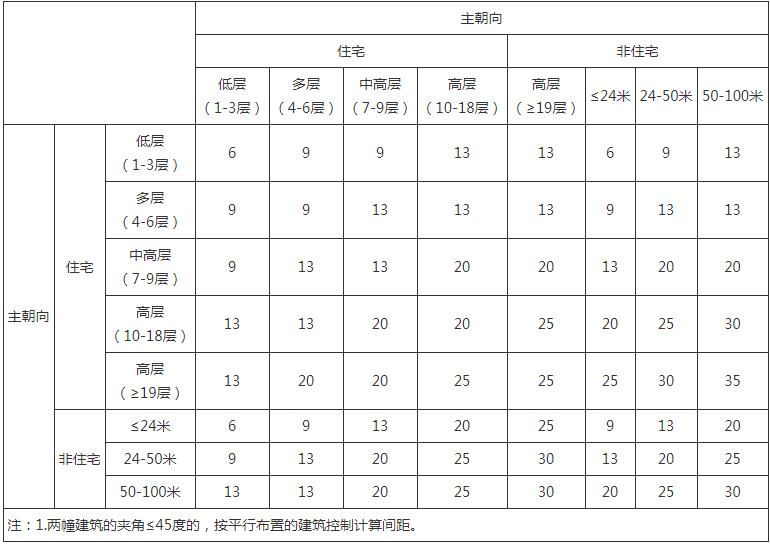 主朝向
住宅 非住宅
低层 多层 中高层 高层 高层 ≤24米 24-50米 50-100米
（1-3层） （4-6层） （7-9层） （10-18层） （≥19层）
主朝向
住宅
低层
（1-3层） 6 9 9 13 13 6 9 13
多层
（4-6层） 9 9 13 13 13 9 13 13
中高层
（7-9层） 9 13 13 20 20 13 20 20
高层
（10-18层） 13 13 20 20 25 20 25 30
高层
（≥19层） 13 20 20 25 25 25 30 35
非住宅
≤24米 6 9 13 20 25 9 13 20
24-50米 9 13 20 25 30 13 20 25
50-100米 13 13 20 25 30 20 25 30
注：1.两幢建筑的夹角≤45度的，按平行布置的建筑控制计算间距。